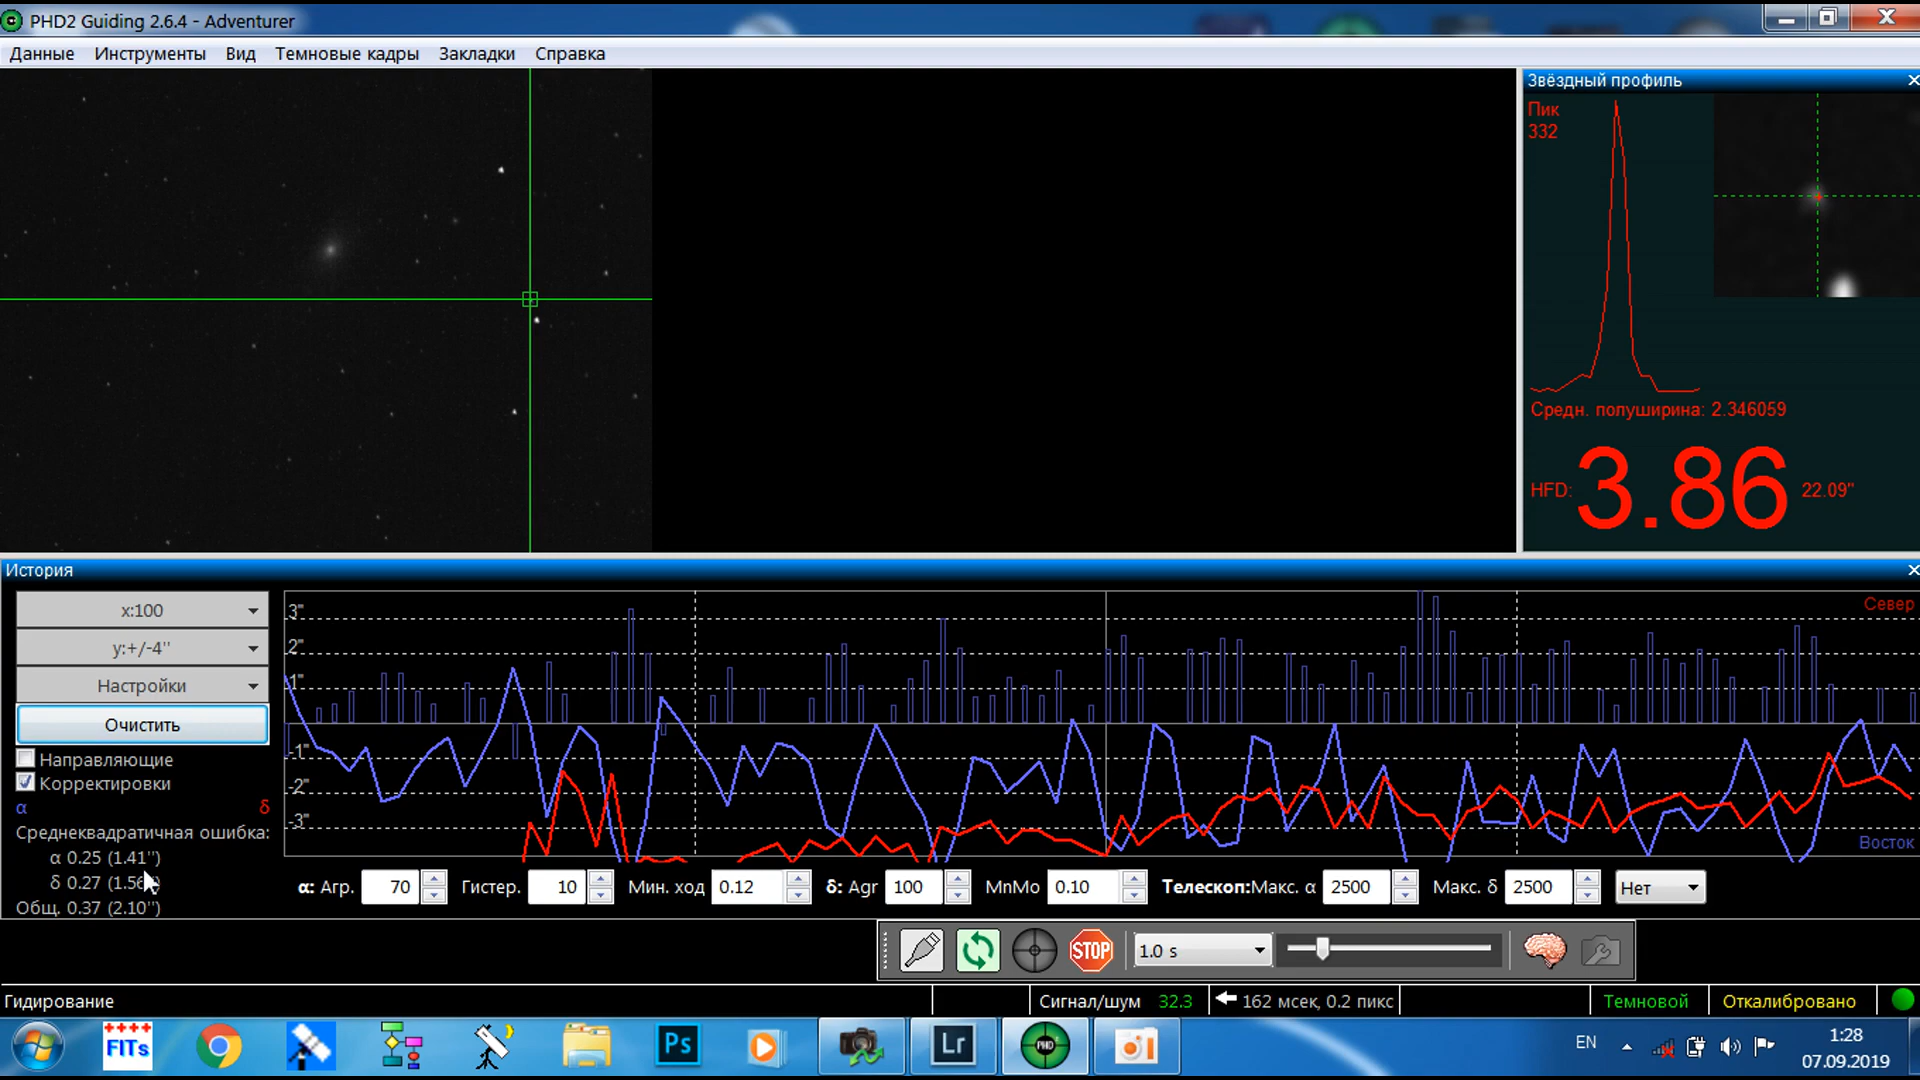 PHD2 Guiding 2.6.4 - Adventurer
Данные Инструменты Вид Темновые кадры Закладки Справка
Звёздный профиль
Пик
332
Средн. полуширина: 2.346059
HFD: 3.86 22.09"
История
x:100
y:+/-4"
Настройки
Очистить
Направляющие
Корректировки
α δ
Среднеквадратичная ошибка:
α 0.25 (1.41")
δ 0.27
Общ. 0.37 (2.10")
3"
2"
1"
-1"
-2"
-3"
Север
Восток
α: Агр. 70 Гистер. 10 Мин. ход 0.12 δ: Agr 100 MnMo 0.10 Телескоп:Макс. α 2500 Макс. δ 2500 Нет
STOP 1.0 s
Гидирование Сигнал/шум 32.3 162 мсек, 0.2 пикс Темновой Откалибровано
FITs Ps Lr PHD EN 1:28
07.09.2019